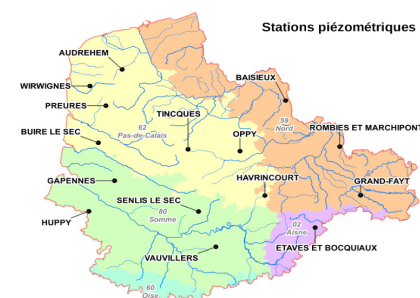 Stations piézométriques
AUDREHEM
BAISIEUX
WIRWIGNES
PREURES
TINCQUES
59
Nord
ROMBIES ET MARCHIPONT
BUIRE LE SEC
62
Pas-de-Calais
OPPY
GAPENNES
HAVRINCOURT
GRAND-FAYT
SENLIS LE SEC
HUPPY
80
Somme
02
Aisne
ETAVES ET BOCQUIAUX
VAUVILLERS
60
Oise